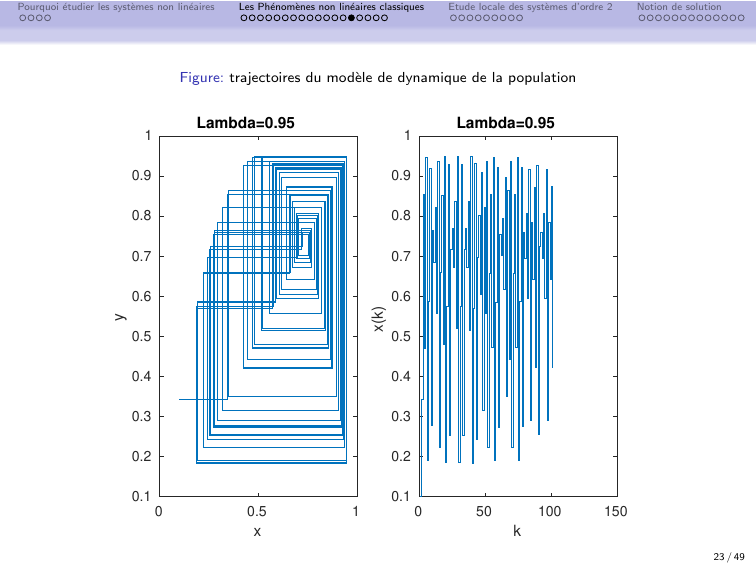 Pourquoi étudier les systèmes non linéaires Les Phénomènes non linéaires classiques Etude locale des systèmes d'ordre 2 Notion de solution
Figure: trajectoires du modèle de dynamique de la population
Lambda=0.95
1
0.9
0.8
0.7
0.6
0.5
0.4
0.3
0.2
0.1
y
0 0.5 1
x
Lambda=0.95
1
0.9
0.8
0.7
0.6
0.5
0.4
0.3
0.2
0.1
x(k)
0 50 100 150
k
23 / 49